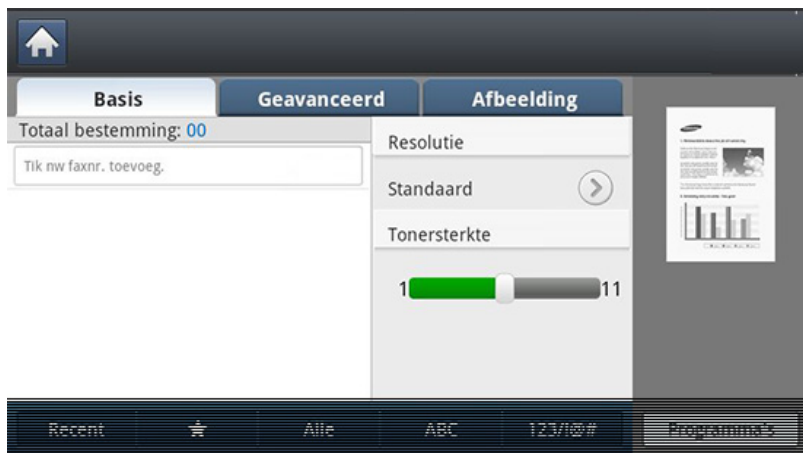 Basis
Geavanceerd
Afbeelding
Totaal bestemming: 00
Tik nw faxnr. toevoeg.
Resolutie
Standaard
Tonersterkte
1
11
Recent
Alle
ABC
123/!@#
Programma's